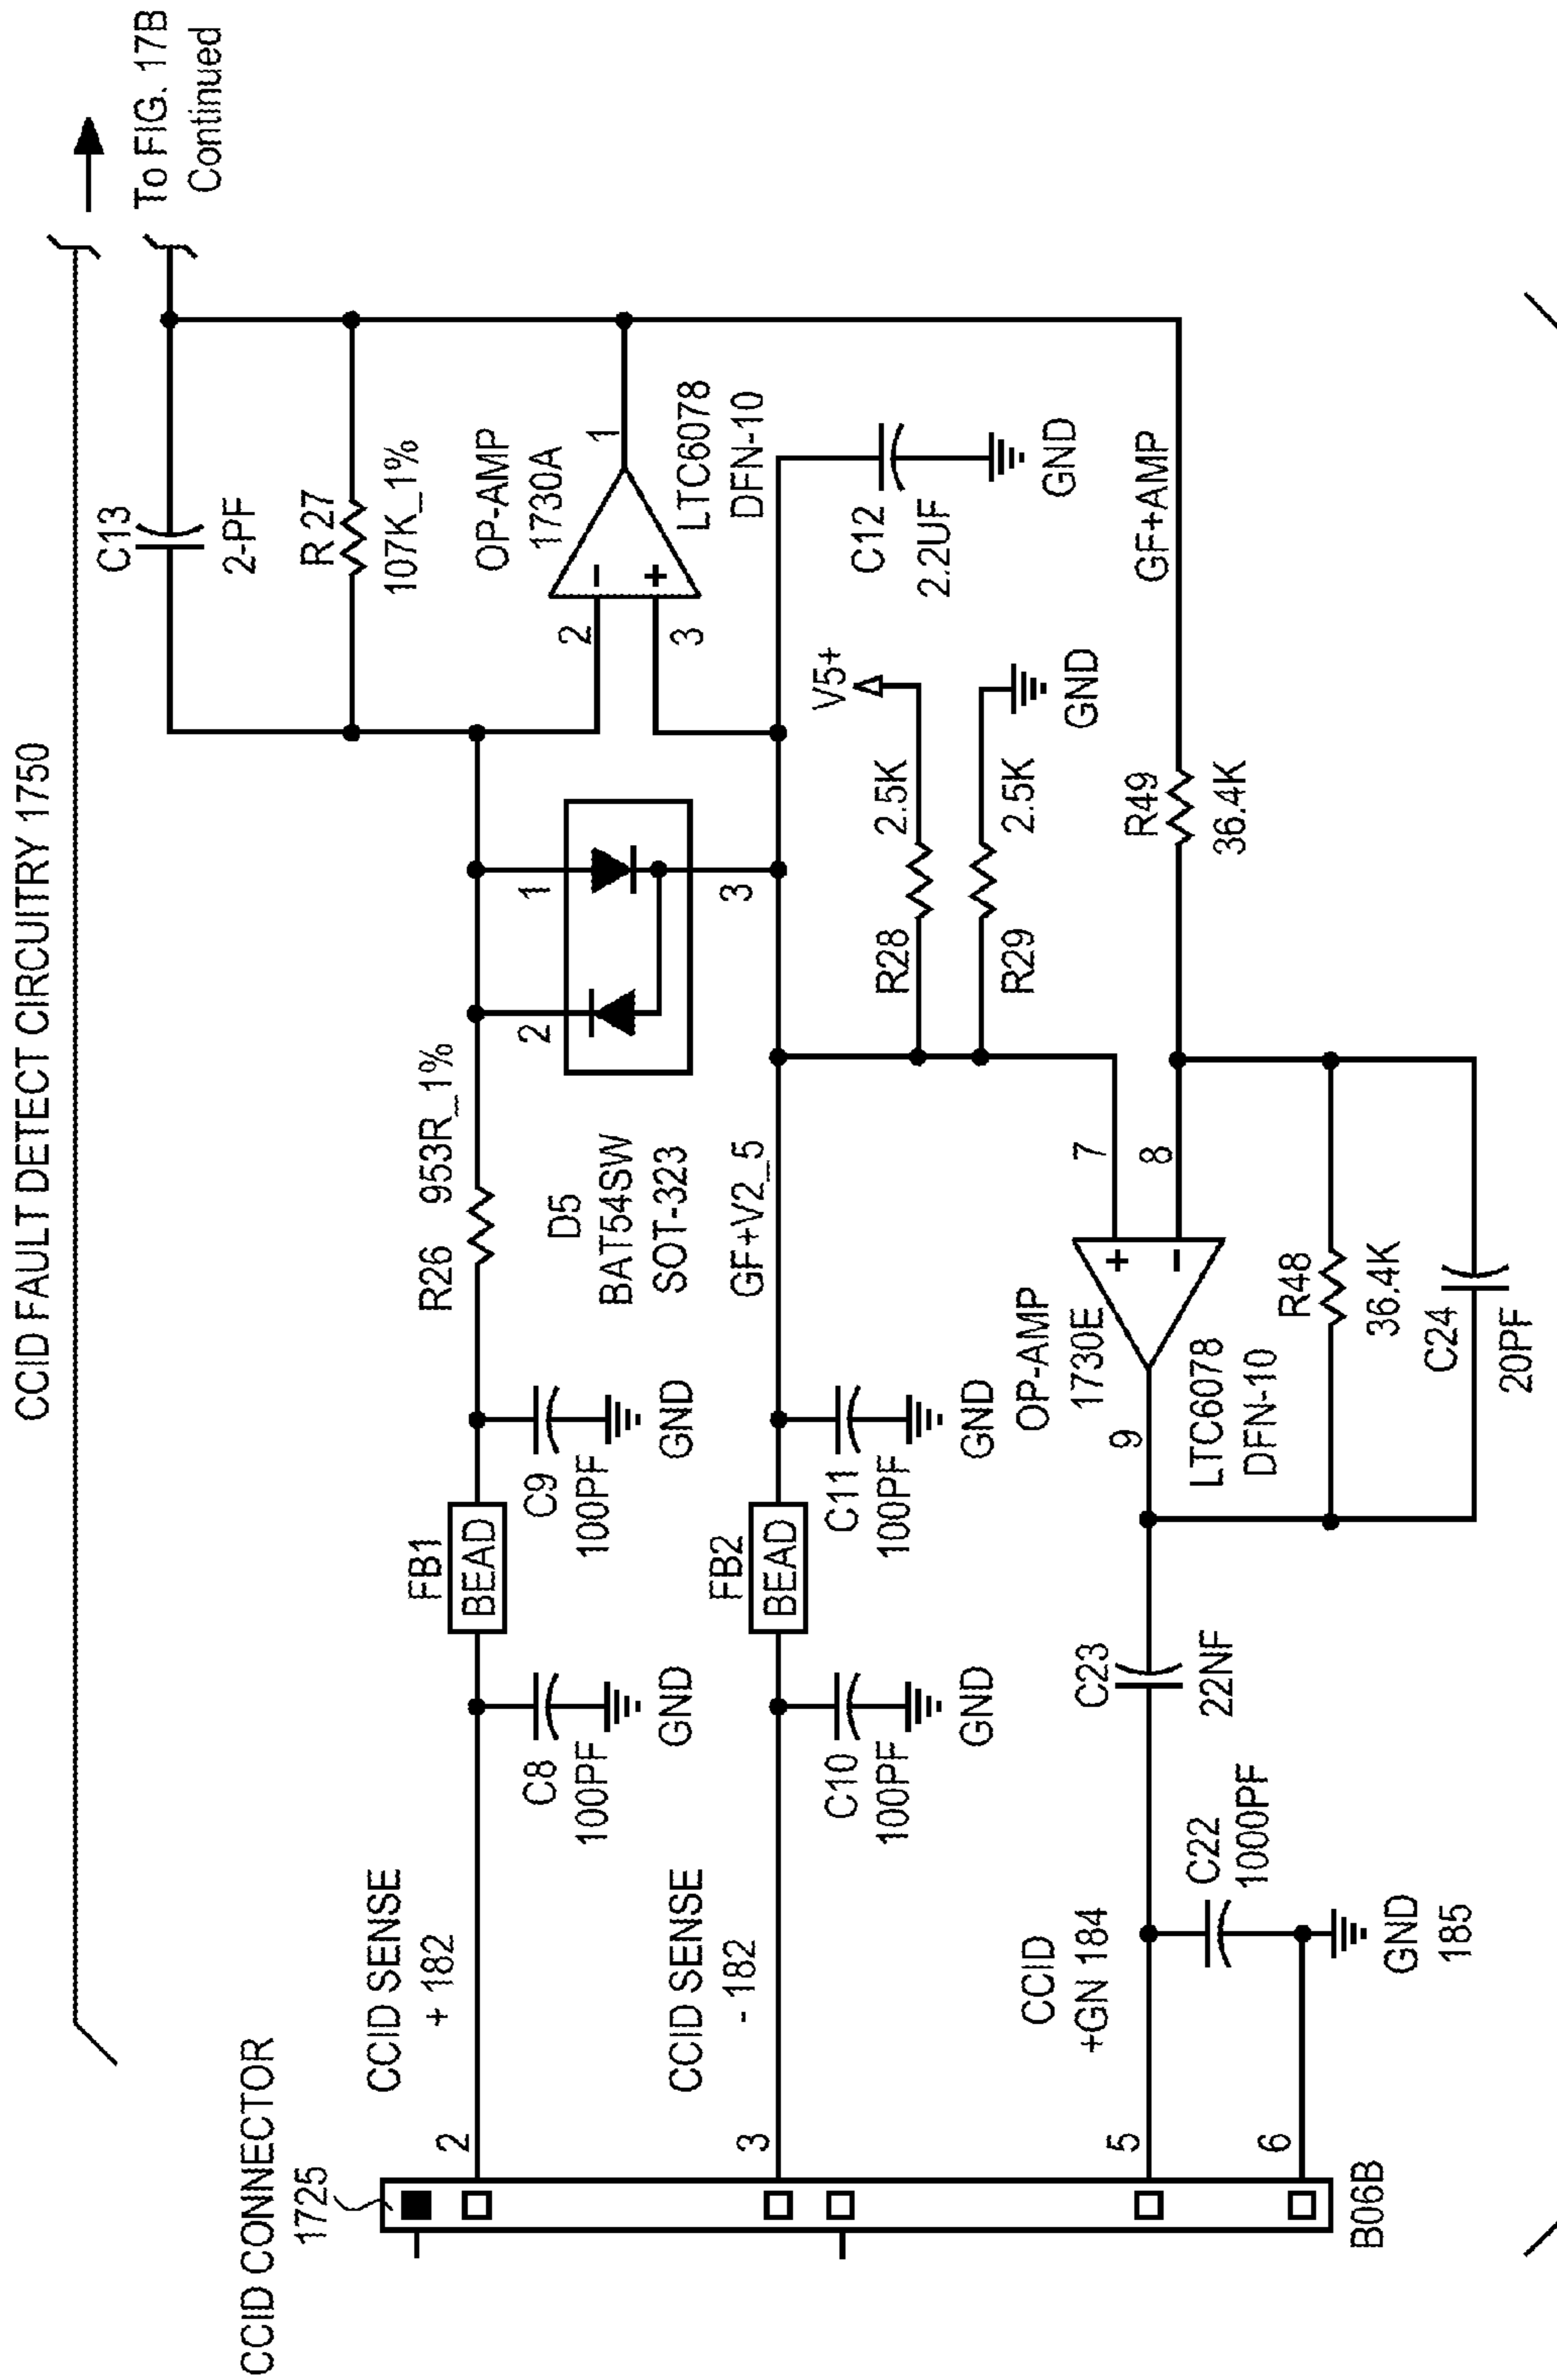 CCID FAULT DETECT CIRCUITRY 1750
To FIG. 17B
Continued
CCID CONNECTOR
1725
C13
2-PF
R 27
107K_1%
OP-AMP
1730A
1
2
3
LTC6078
DFN-10
CCID SENSE
+ 182
2
FB1
BEAD
C8
100PF
GND
C9
100PF
GND
R26
953R_1%
D5
BAT54SW
SOT-323
2
1
3
CCID SENSE
- 182
3
FB2
BEAD
C10
100PF
GND
C11
100PF
GND
GF+V2_5
C12
2.2UF
GND
V5+
R28
2.5K
R29
2.5K
GND
GF+AMP
R49
36.4K
OP-AMP
1730E
7
8
9
LTC6078
DFN-10
R48
36.4K
C24
20PF
C23
22NF
CCID
+GN 184
5
C22
1000PF
6
GND
185
B06B